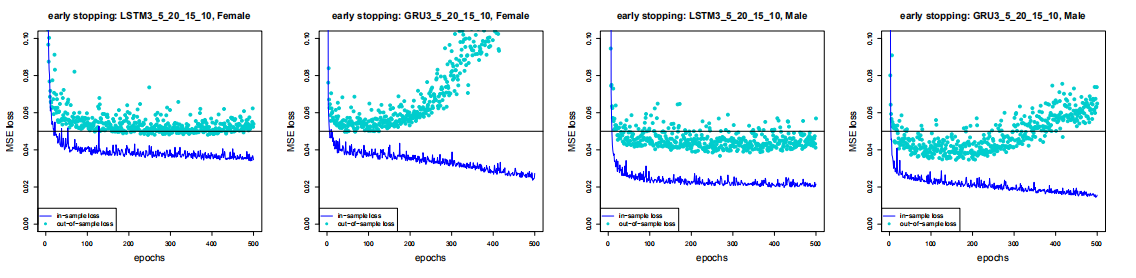 early stopping: LSTM3_5_20_15_10, Female
MSE loss
0.10
0.08
0.06
0.04
0.02
0.00
in-sample loss
out-of-sample loss
0
100
200
300
400
500
epochs
early stopping: GRU3_5_20_15_10, Female
MSE loss
0.10
0.08
0.06
0.04
0.02
0.00
in-sample loss
out-of-sample loss
0
100
200
300
400
500
epochs
early stopping: LSTM3_5_20_15_10, Male
MSE loss
0.10
0.08
0.06
0.04
0.02
0.00
in-sample loss
out-of-sample loss
0
100
200
300
400
500
epochs
early stopping: GRU3_5_20_15_10, Male
MSE loss
0.10
0.08
0.06
0.04
0.02
0.00
in-sample loss
out-of-sample loss
0
100
200
300
400
500
epochs